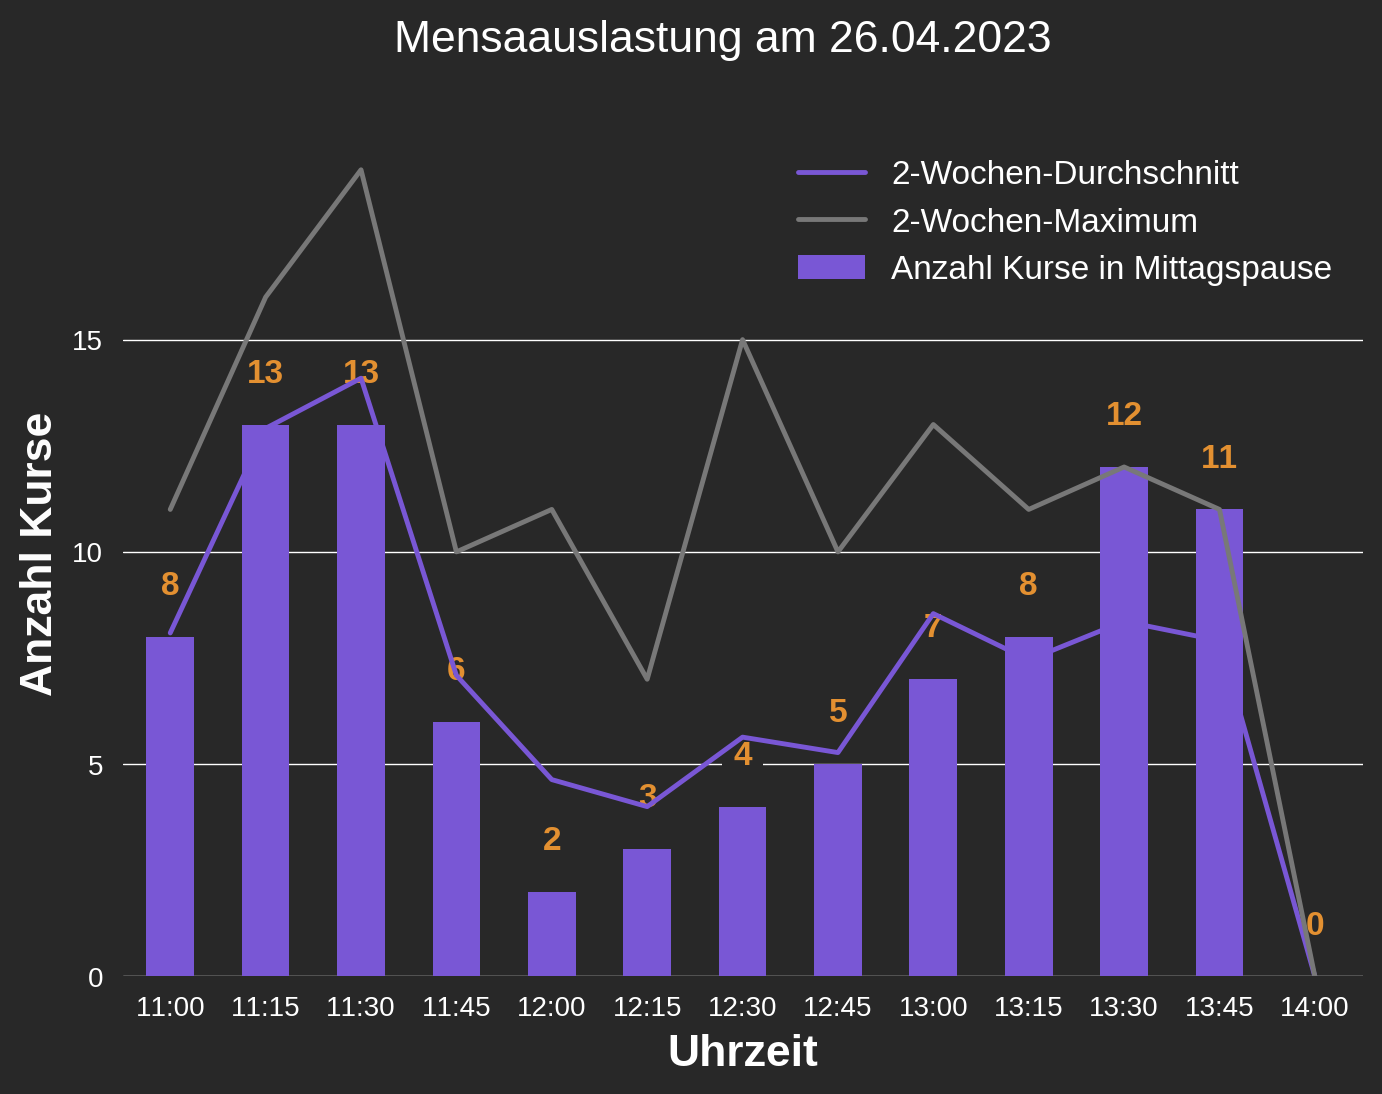 Mensaauslastung am 26.04.2023
2-Wochen-Durchschnitt
2-Wochen-Maximum
Anzahl Kurse in Mittagspause
Anzahl Kurse
15
10
5
0
8
13
13
6
2
3
4
5
7
8
12
11
0
11:00 11:15 11:30 11:45 12:00 12:15 12:30 12:45 13:00 13:15 13:30 13:45 14:00
Uhrzeit